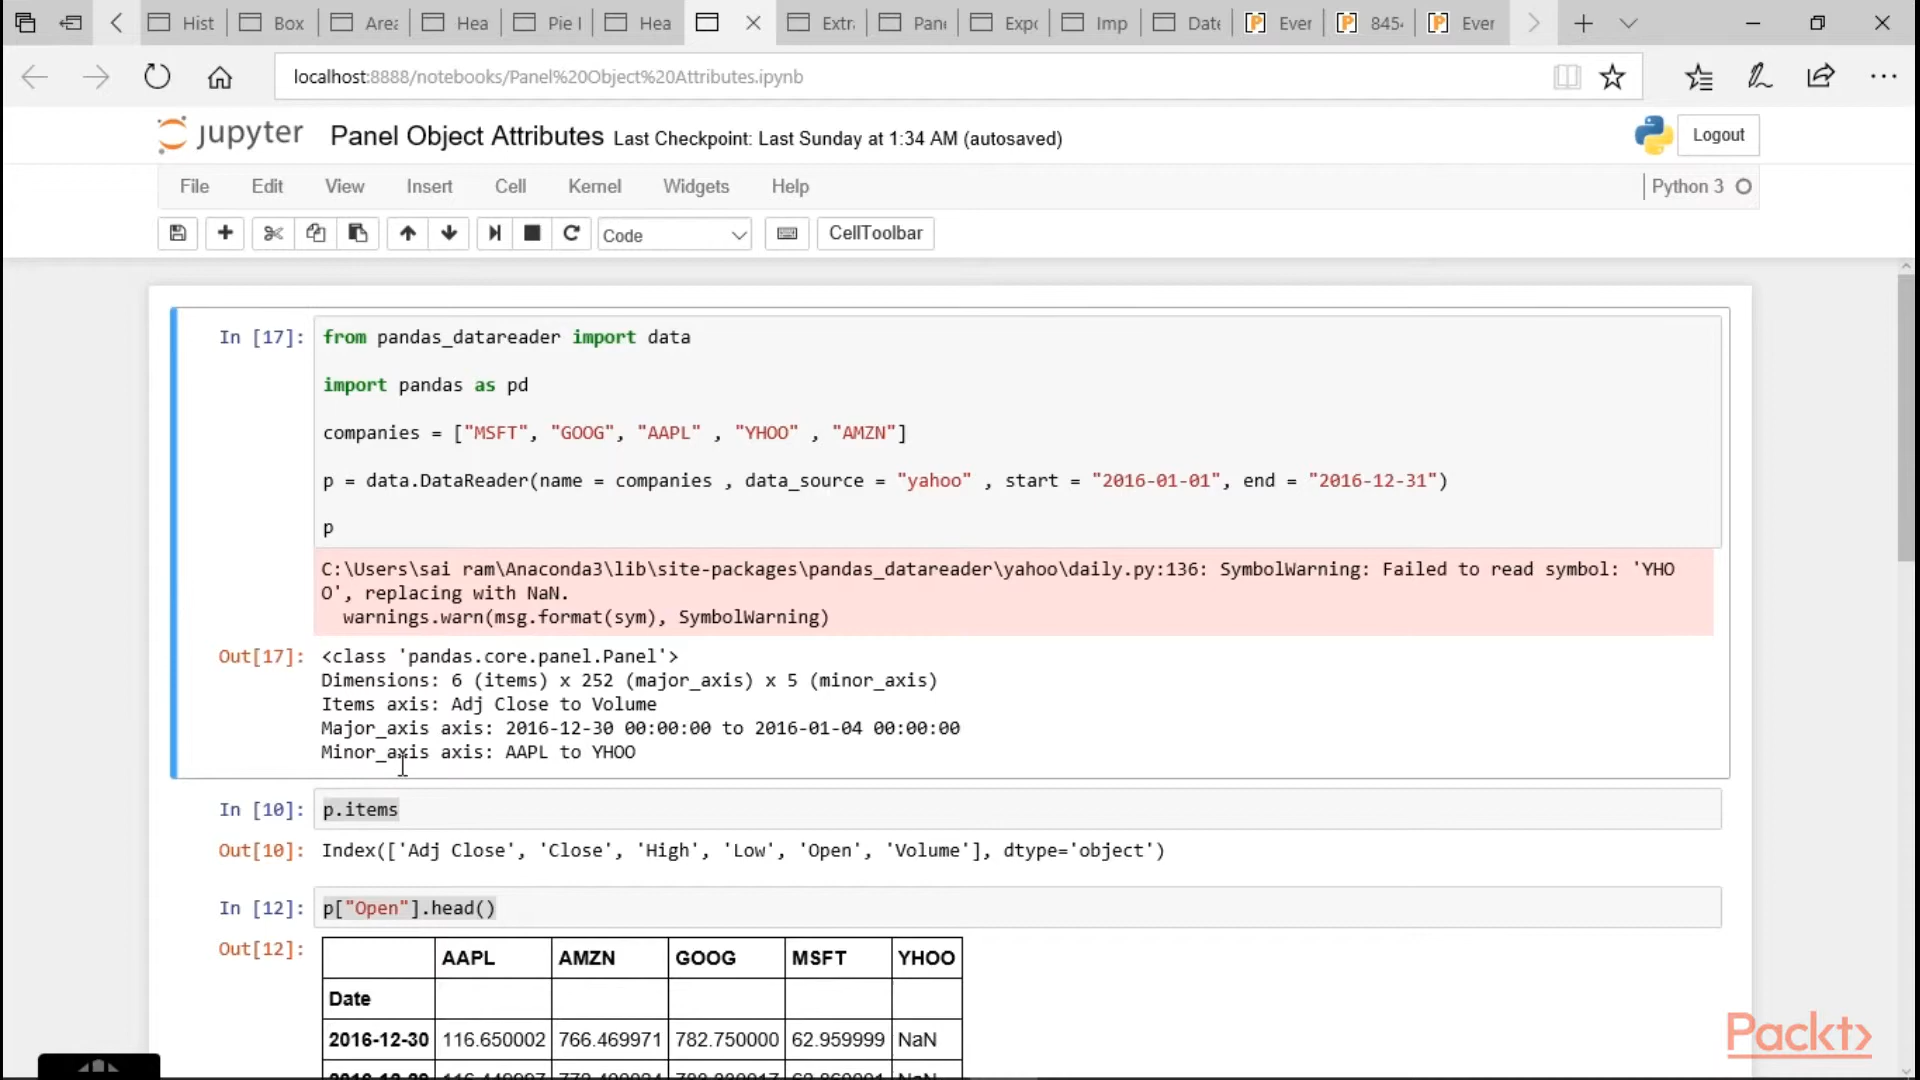 Hist
Box
Area
Hea
Pie
Hea
Extr
Pan
Expo
Imp
Date
Ever
845
Ever
localhost:8888/notebooks/Panel%20Object%20Attributes.ipynb
jupyter
Panel Object Attributes Last Checkpoint: Last Sunday at 1:34 AM (autosaved)
Logout
File Edit View Insert Cell Kernel Widgets Help
Python 3
Code
CellToolbar
In [17]:
from pandas_datareader import data
import pandas as pd
companies = ["MSFT", "GOOG", "AAPL" , "YHOO" , "AMZN"]
p = data.DataReader(name = companies , data_source = "yahoo" , start = "2016-01-01", end = "2016-12-31")
p
C:\Users\sai ram\Anaconda3\lib\site-packages\pandas_datareader\yahoo\daily.py:136: SymbolWarning: Failed to read symbol: 'YHO
O', replacing with NaN.
warnings.warn(msg.format(sym), SymbolWarning)
Out[17]:
<class 'pandas.core.panel.Panel'>
Dimensions: 6 (items) x 252 (major_axis) x 5 (minor_axis)
Items axis: Adj Close to Volume
Major_axis axis: 2016-12-30 00:00:00 to 2016-01-04 00:00:00
Minor_axis axis: AAPL to YHOO
In [10]: p.items
Out[10]: Index(['Adj Close', 'Close', 'High', 'Low', 'Open', 'Volume'], dtype='object')
In [12]: p["Open"].head()
Out[12]:
AAPL AMZN GOOG MSFT YHOO
Date
2016-12-30 116.650002 766.469971 782.750000 62.959999 NaN
Packt>